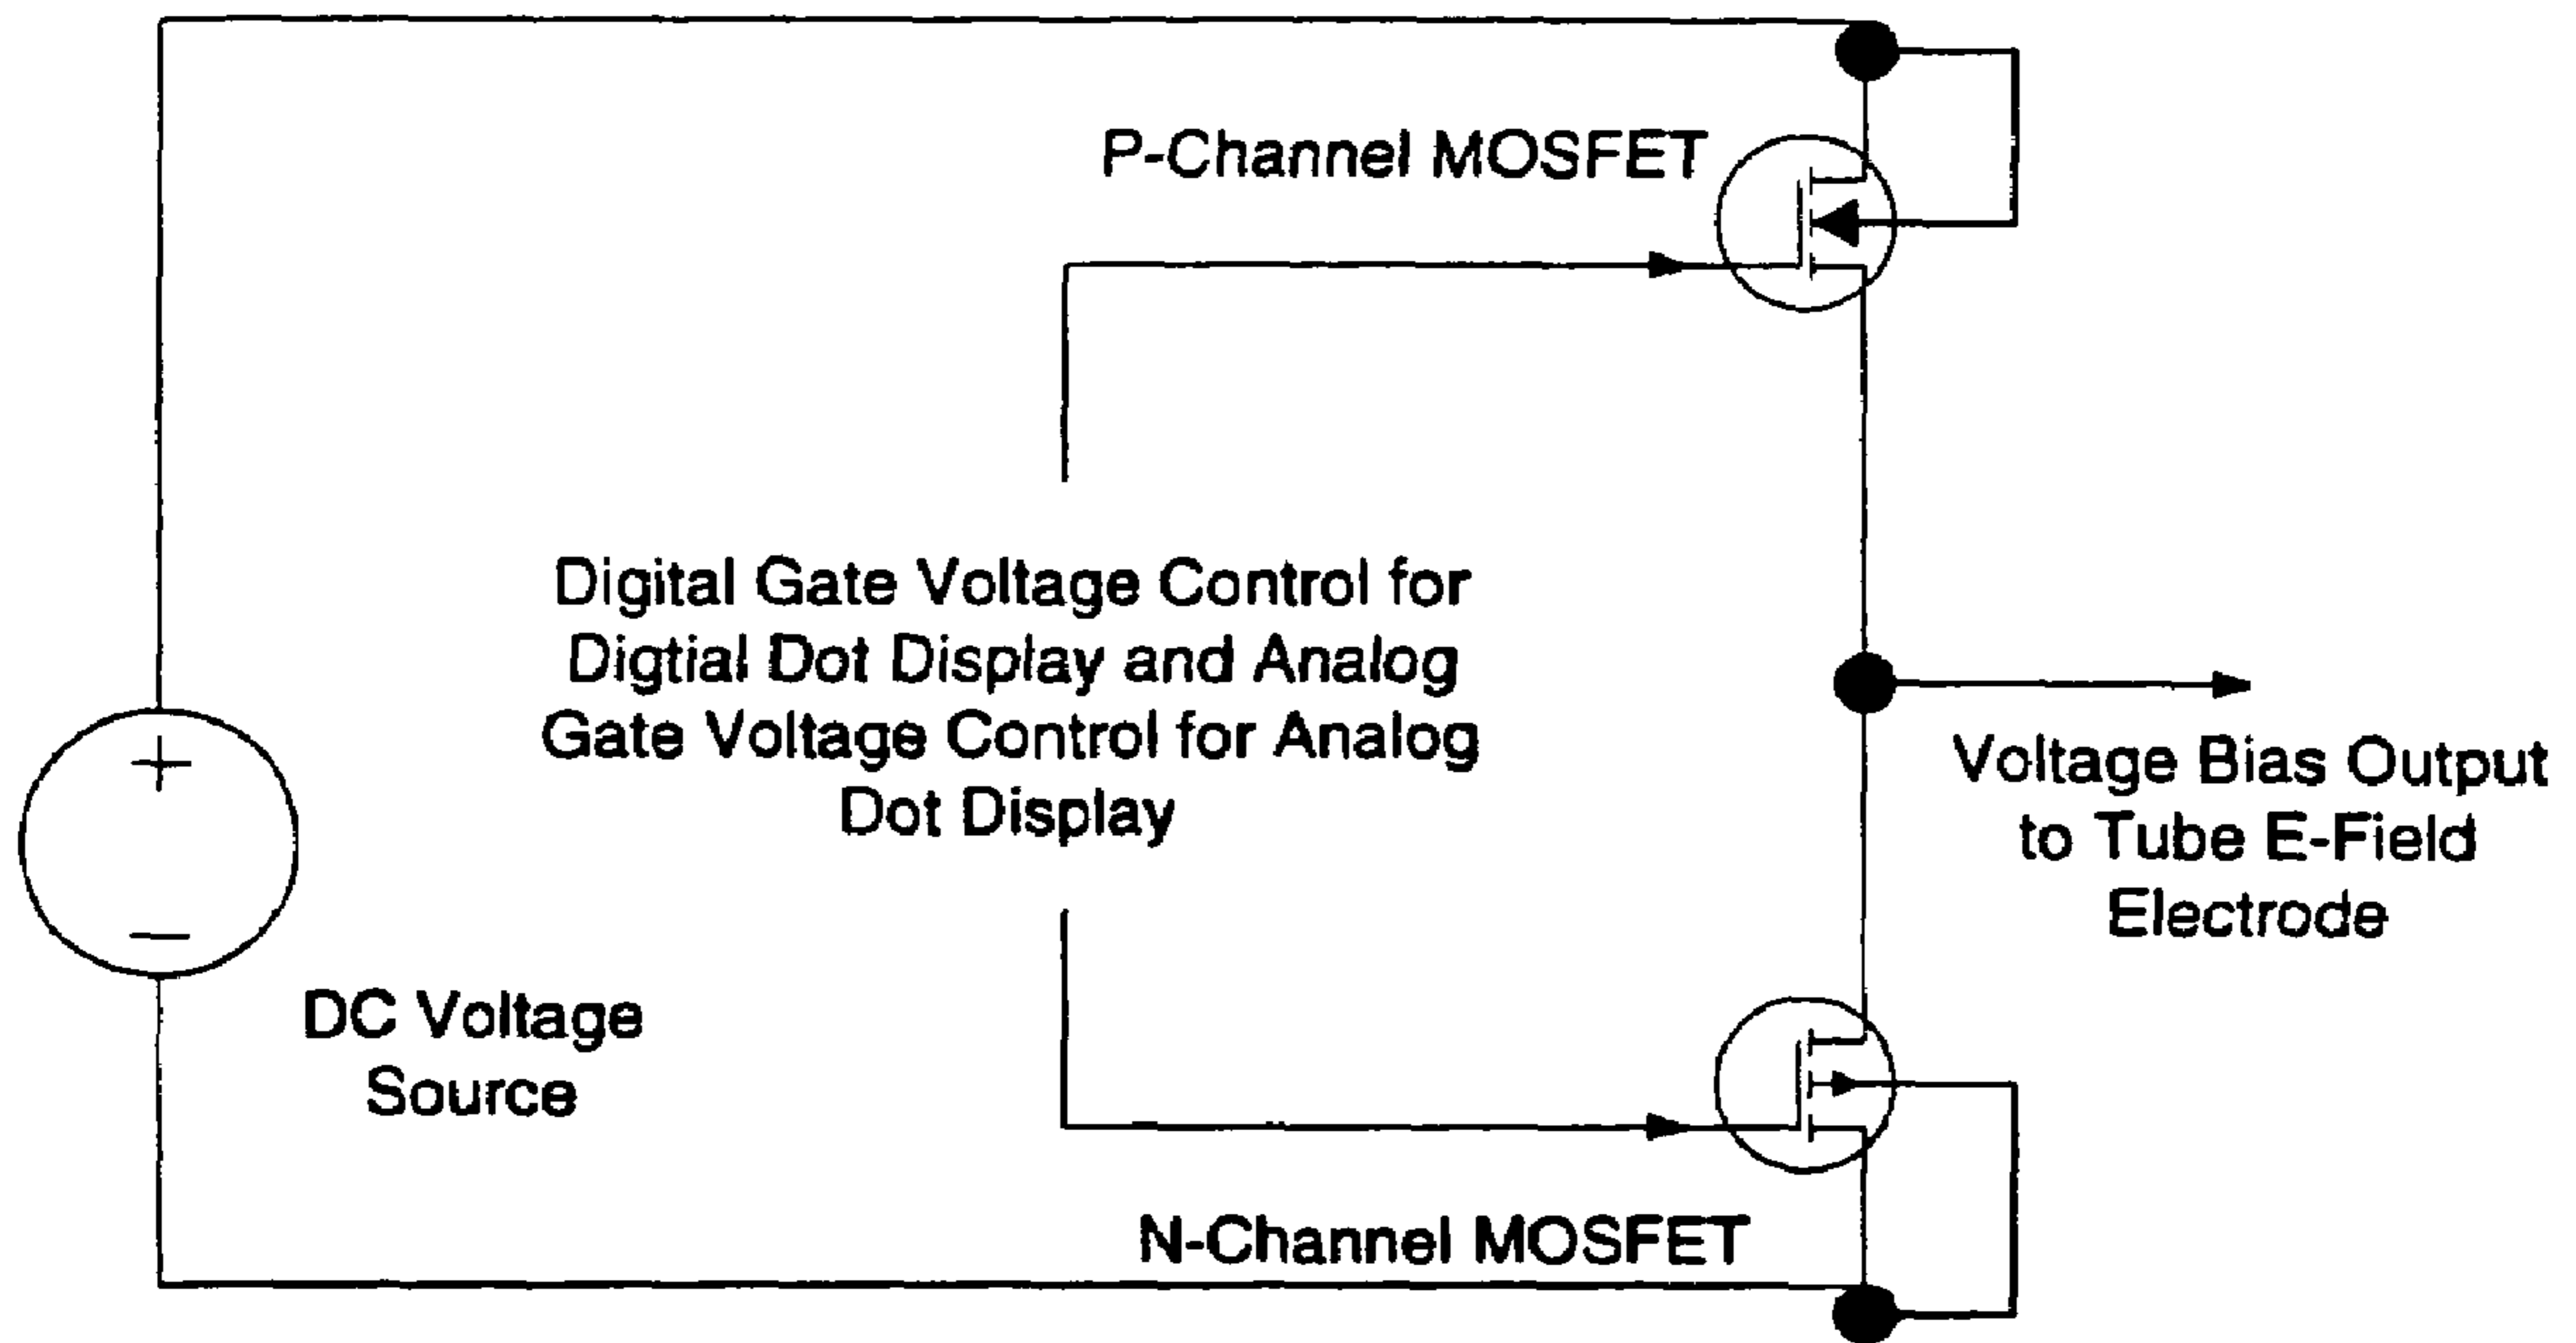 P-Channel MOSFET
Digital Gate Voltage Control for
Digtial Dot Display and Analog
Gate Voltage Control for Analog
Dot Display
Voltage Bias Output
to Tube E-Field
Electrode
DC Voltage
Source
N-Channel MOSFET